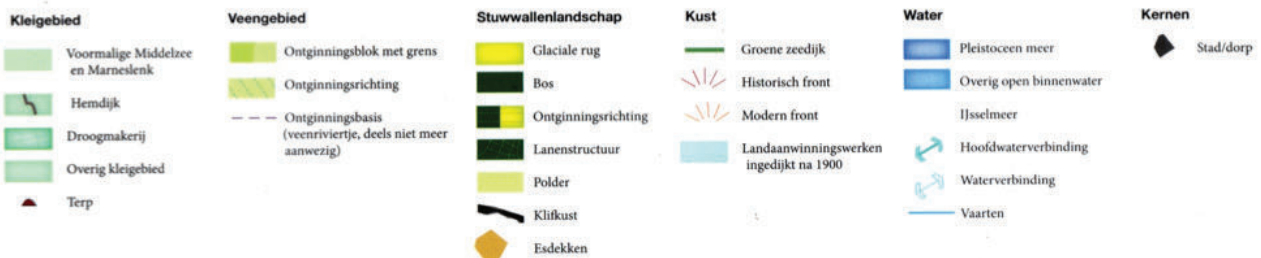 Kleigebied
Voormalige Middelzee
en Marneslenk
Hemdijk
Droogmakerij
Overig kleigebied
Terp
Veengebied
Ontginningsblok met grens
Ontginningsrichting
Ontginningsbasis
(veenriviertje, deels niet meer
aanwezig)
Stuwwallenlandschap
Glaciale rug
Bos
Ontginningsrichting
Lanenstructuur
Polder
Klifkust
Esdekken
Kust
Groene zeedijk
Historisch front
Modern front
Landaanwinningswerken
ingedijkt na 1900
Water
Pleistoceen meer
Overig open binnenwater
IJsselmeer
Hoofdwaterverbinding
Waterverbinding
Vaarten
Kernen
Stad/dorp